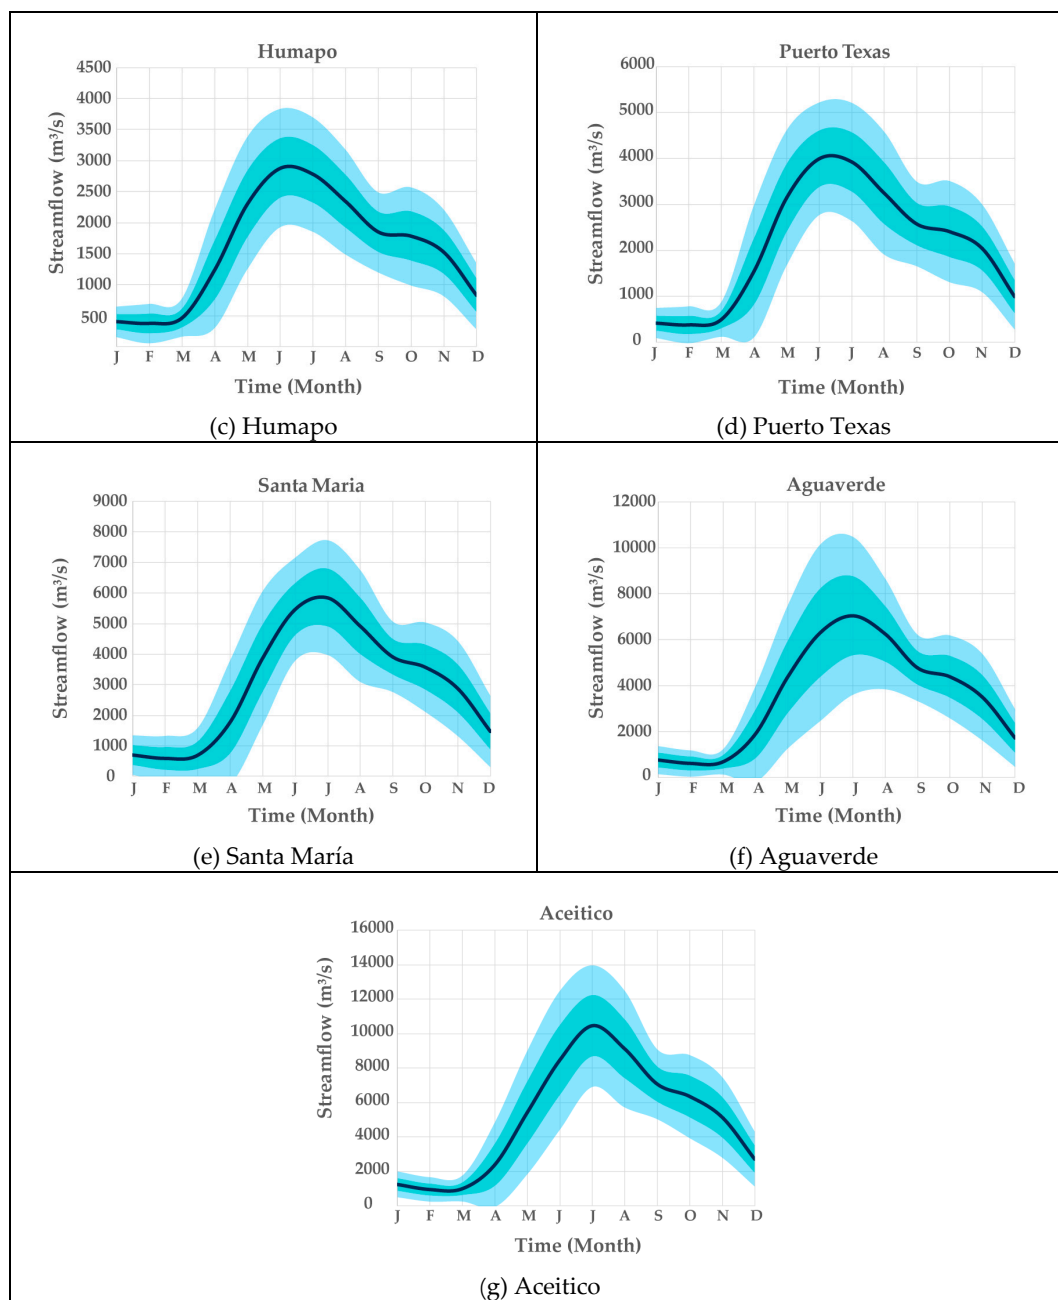 Humapo
4500
4000
3500
3000
2500
2000
1500
1000
500
Streamflow (m³/s)
J F M A M J J A S O N D
Time (Month)
(c) Humapo
Puerto Texas
6000
5000
4000
3000
2000
1000
0
Streamflow (m³/s)
J F M A M J J A S O N D
Time (Month)
(d) Puerto Texas
Santa Maria
9000
8000
7000
6000
5000
4000
3000
2000
1000
0
Streamflow (m³/s)
J F M A M J J A S O N D
Time (Month)
(e) Santa María
Aguaverde
12000
10000
8000
6000
4000
2000
0
Streamflow (m³/s)
J F M A M J J A S O N D
Time (Month)
(f) Aguaverde
Aceitico
16000
14000
12000
10000
8000
6000
4000
2000
0
Streamflow (m³/s)
J F M A M J J A S O N D
Time (Month)
(g) Aceitico